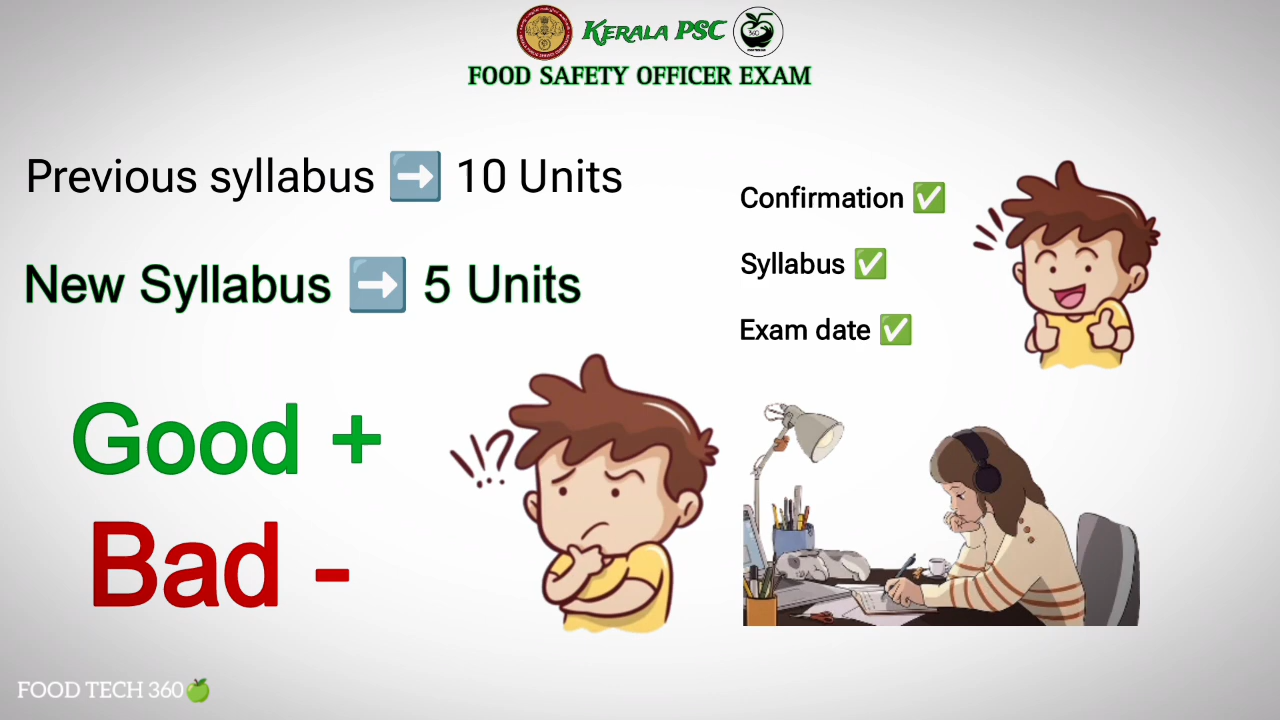 KERALA PSC
FOOD SAFETY OFFICER EXAM
Previous syllabus ➡️ 10 Units
New Syllabus ➡️ 5 Units
Good +
Bad -
Confirmation ✅
Syllabus ✅
Exam date ✅
!?
FOOD TECH 360🍏